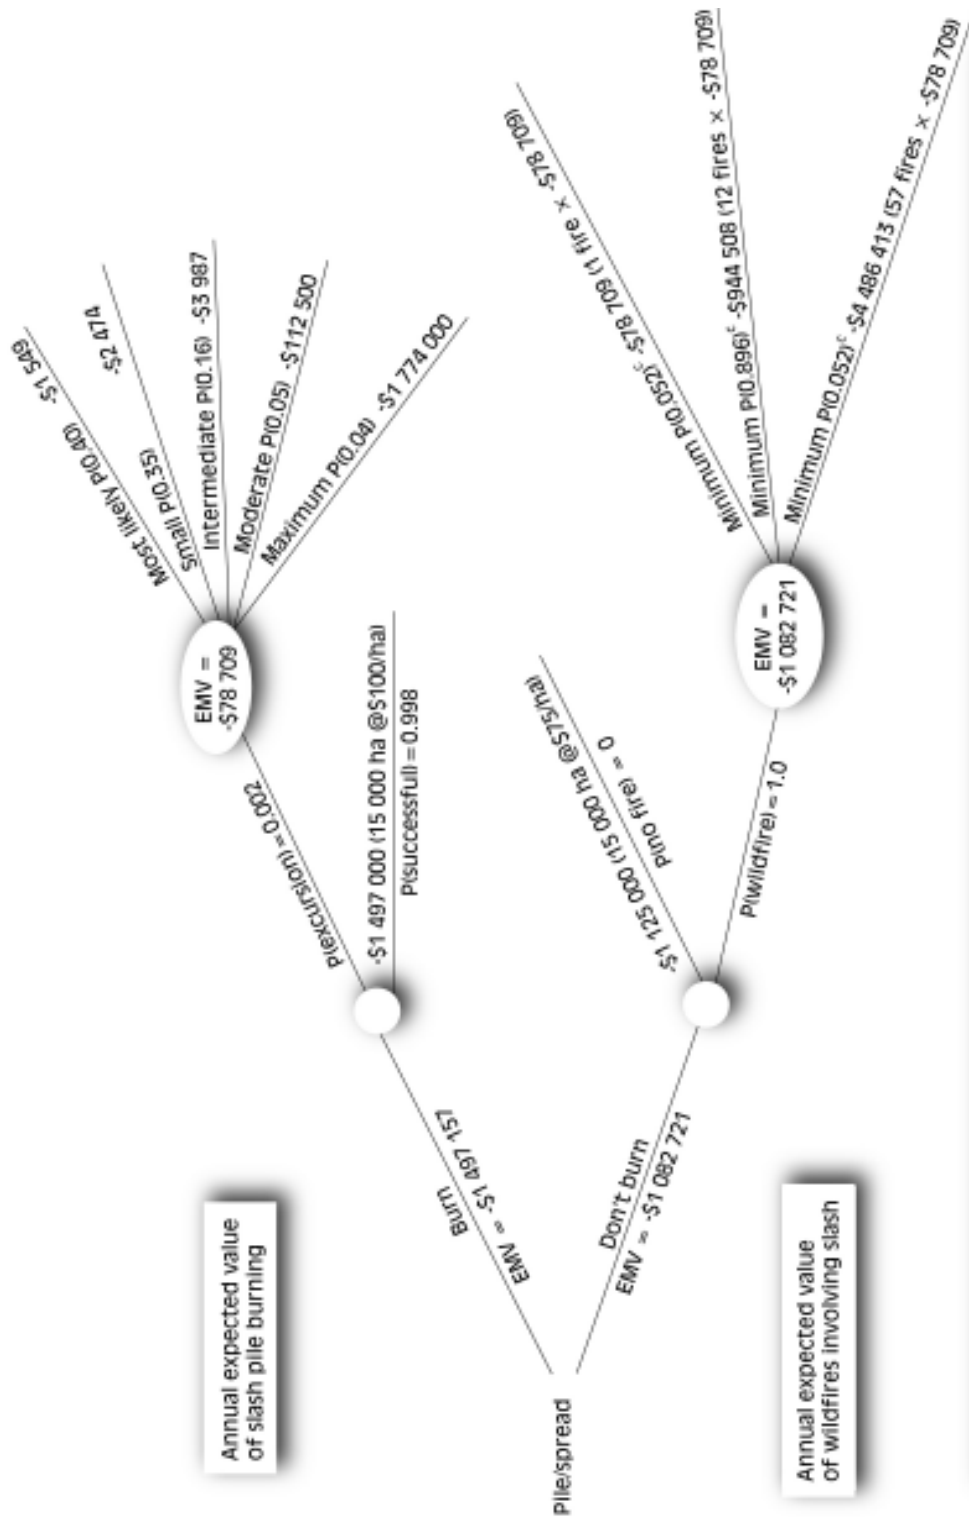 Annual expected value
of slash pile burning
Most likely P(0.40) -$1 549
Small P(0.35) -$2 474
Intermediate P(0.16) -$3 987
Moderate P(0.05) -$112 500
Maximum P(0.04) -$1 774 000
EMV =
-$78 709
P(excursion) = 0.002
-$1 497 000 (15 000 ha @$100/ha)
P(successful) = 0.998
Burn
EMV = -$1 497 157
Pile/spread
Don't burn
EMV = -$1 082 721
-$1 125 000 (15 000 ha @$75/ha)
P(no fire) = 0
P(wildfire) = 1.0
EMV =
-$1 082 721
Minimum P(0.052)ᶜ -$78 709 (1 fire × -$78 709)
Minimum P(0.896)ᶜ -$944 508 (12 fires × -$78 709)
Minimum P(0.052)ᶜ -$4 486 413 (57 fires × -$78 709)
Annual expected value
of wildfires involving slash